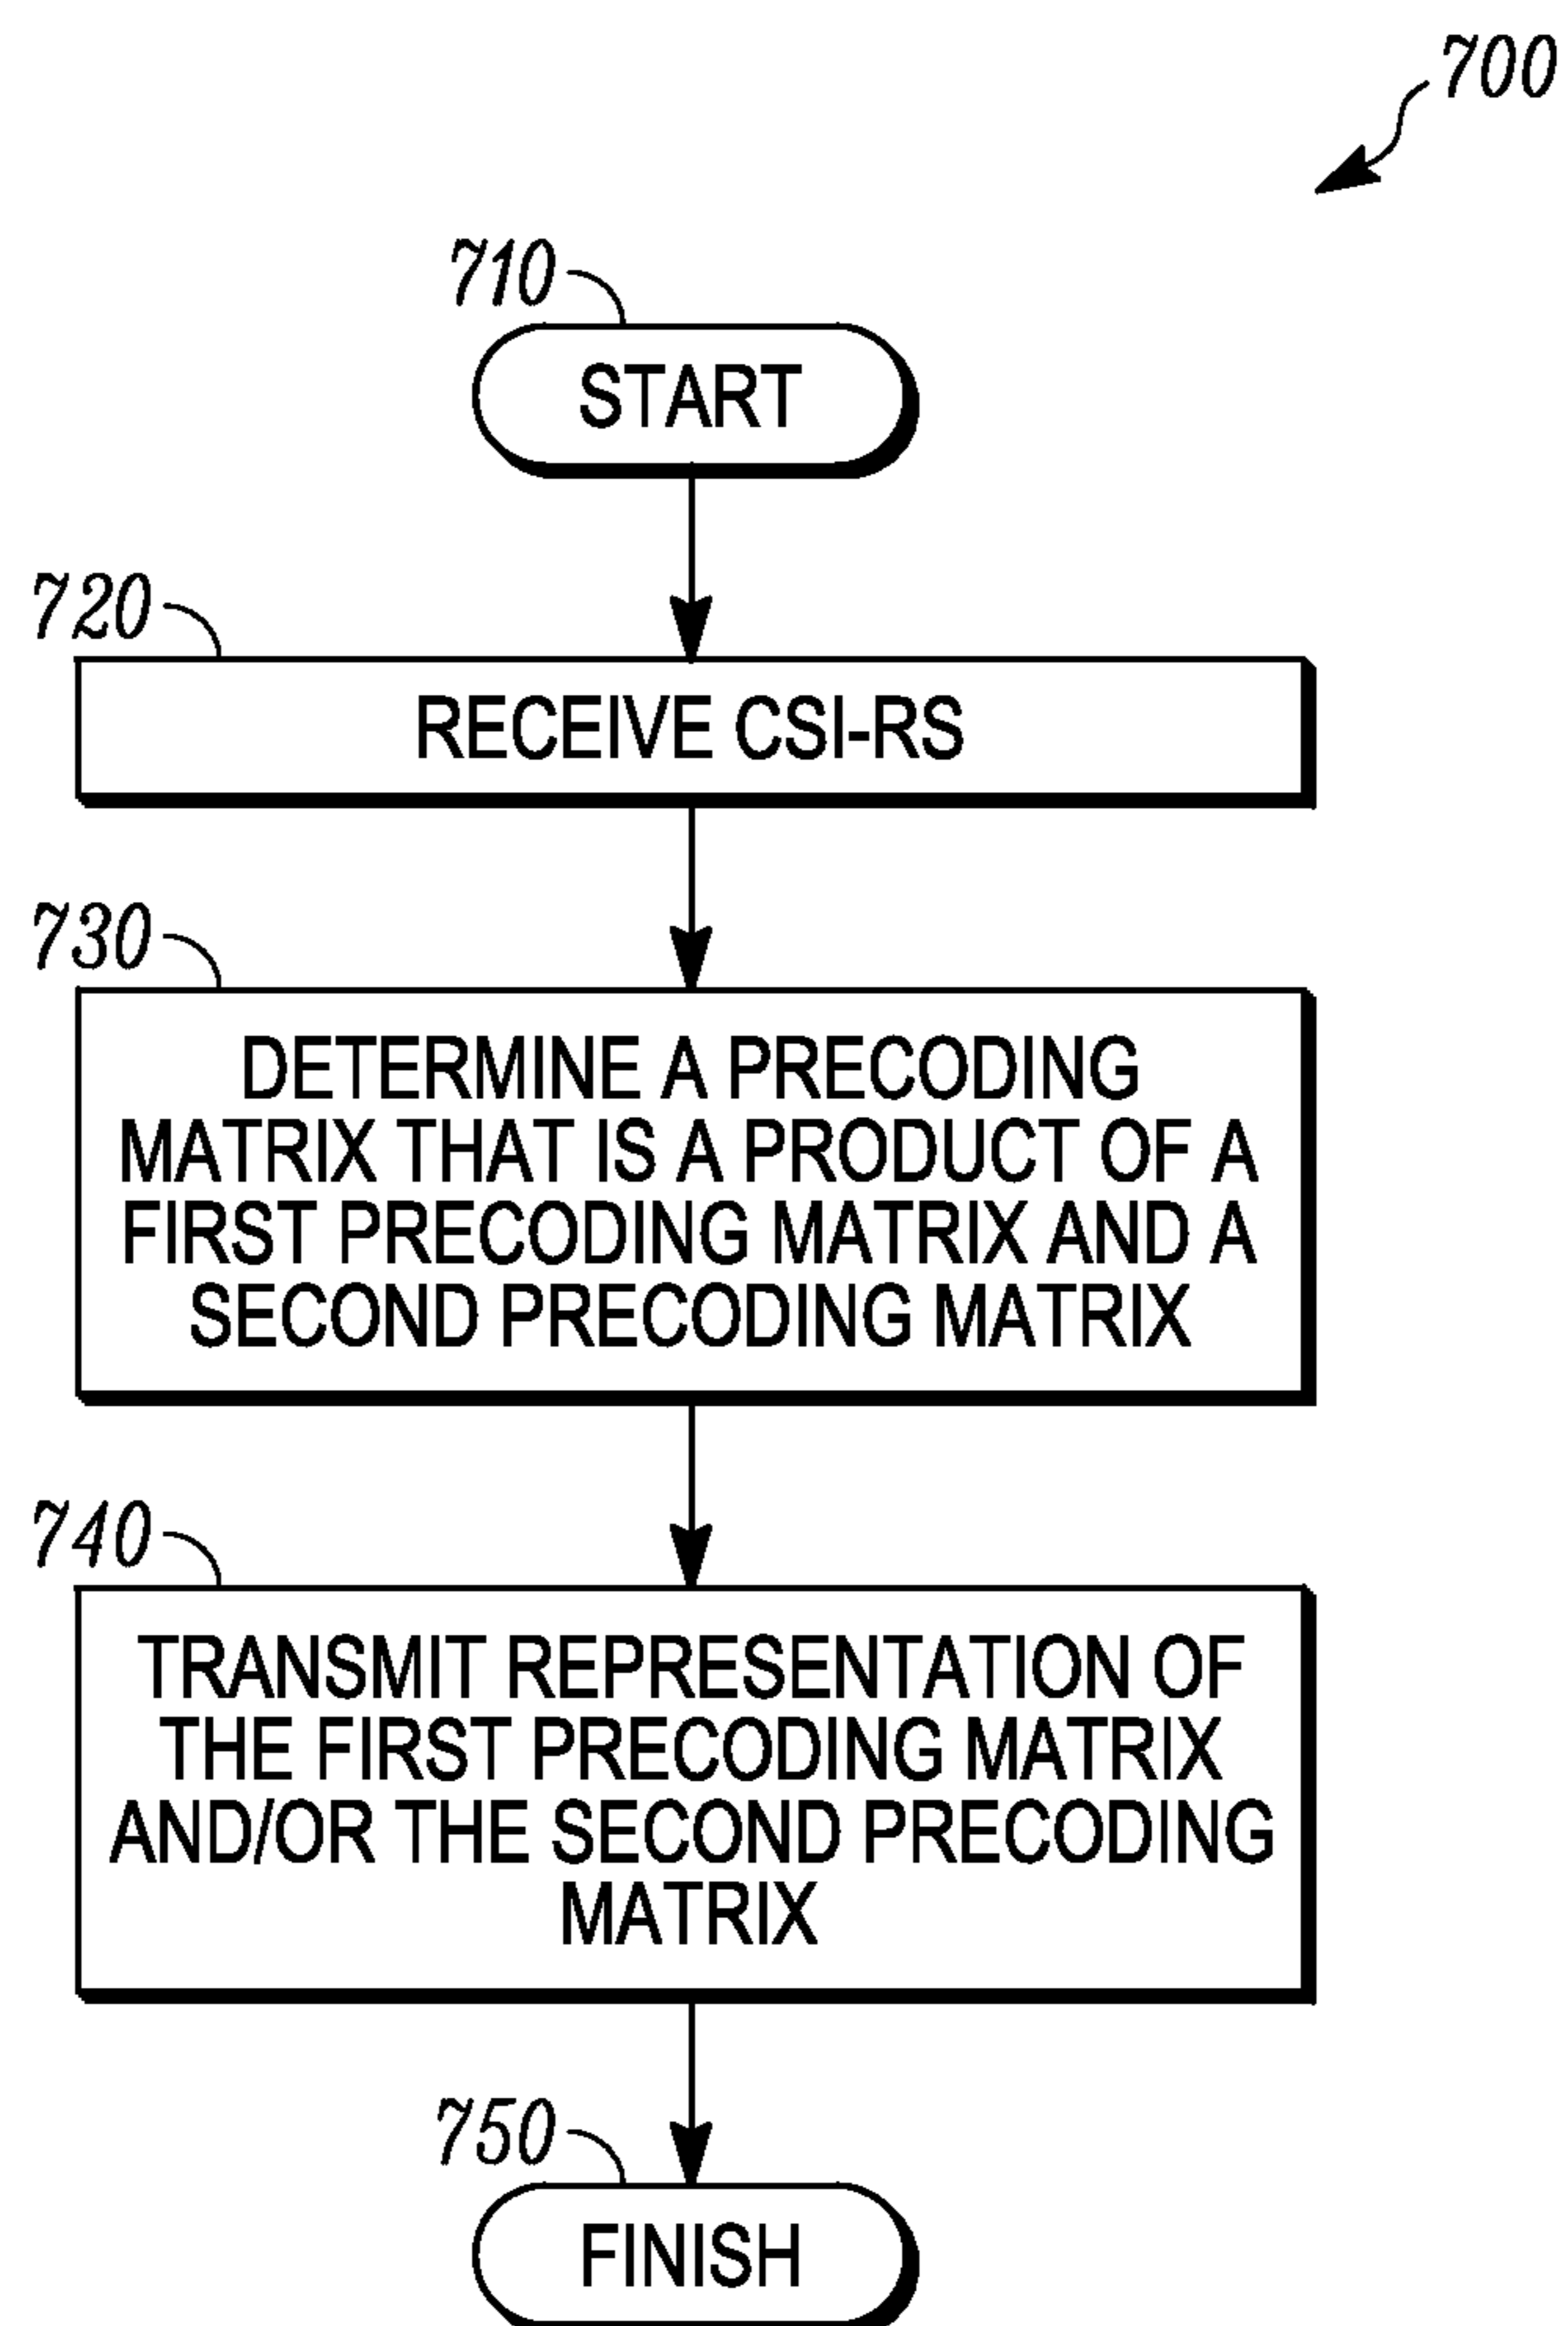 700
710
START
720
RECEIVE CSI-RS
730
DETERMINE A PRECODING
MATRIX THAT IS A PRODUCT OF A
FIRST PRECODING MATRIX AND A
SECOND PRECODING MATRIX
740
TRANSMIT REPRESENTATION OF
THE FIRST PRECODING MATRIX
AND/OR THE SECOND PRECODING
MATRIX
750
FINISH